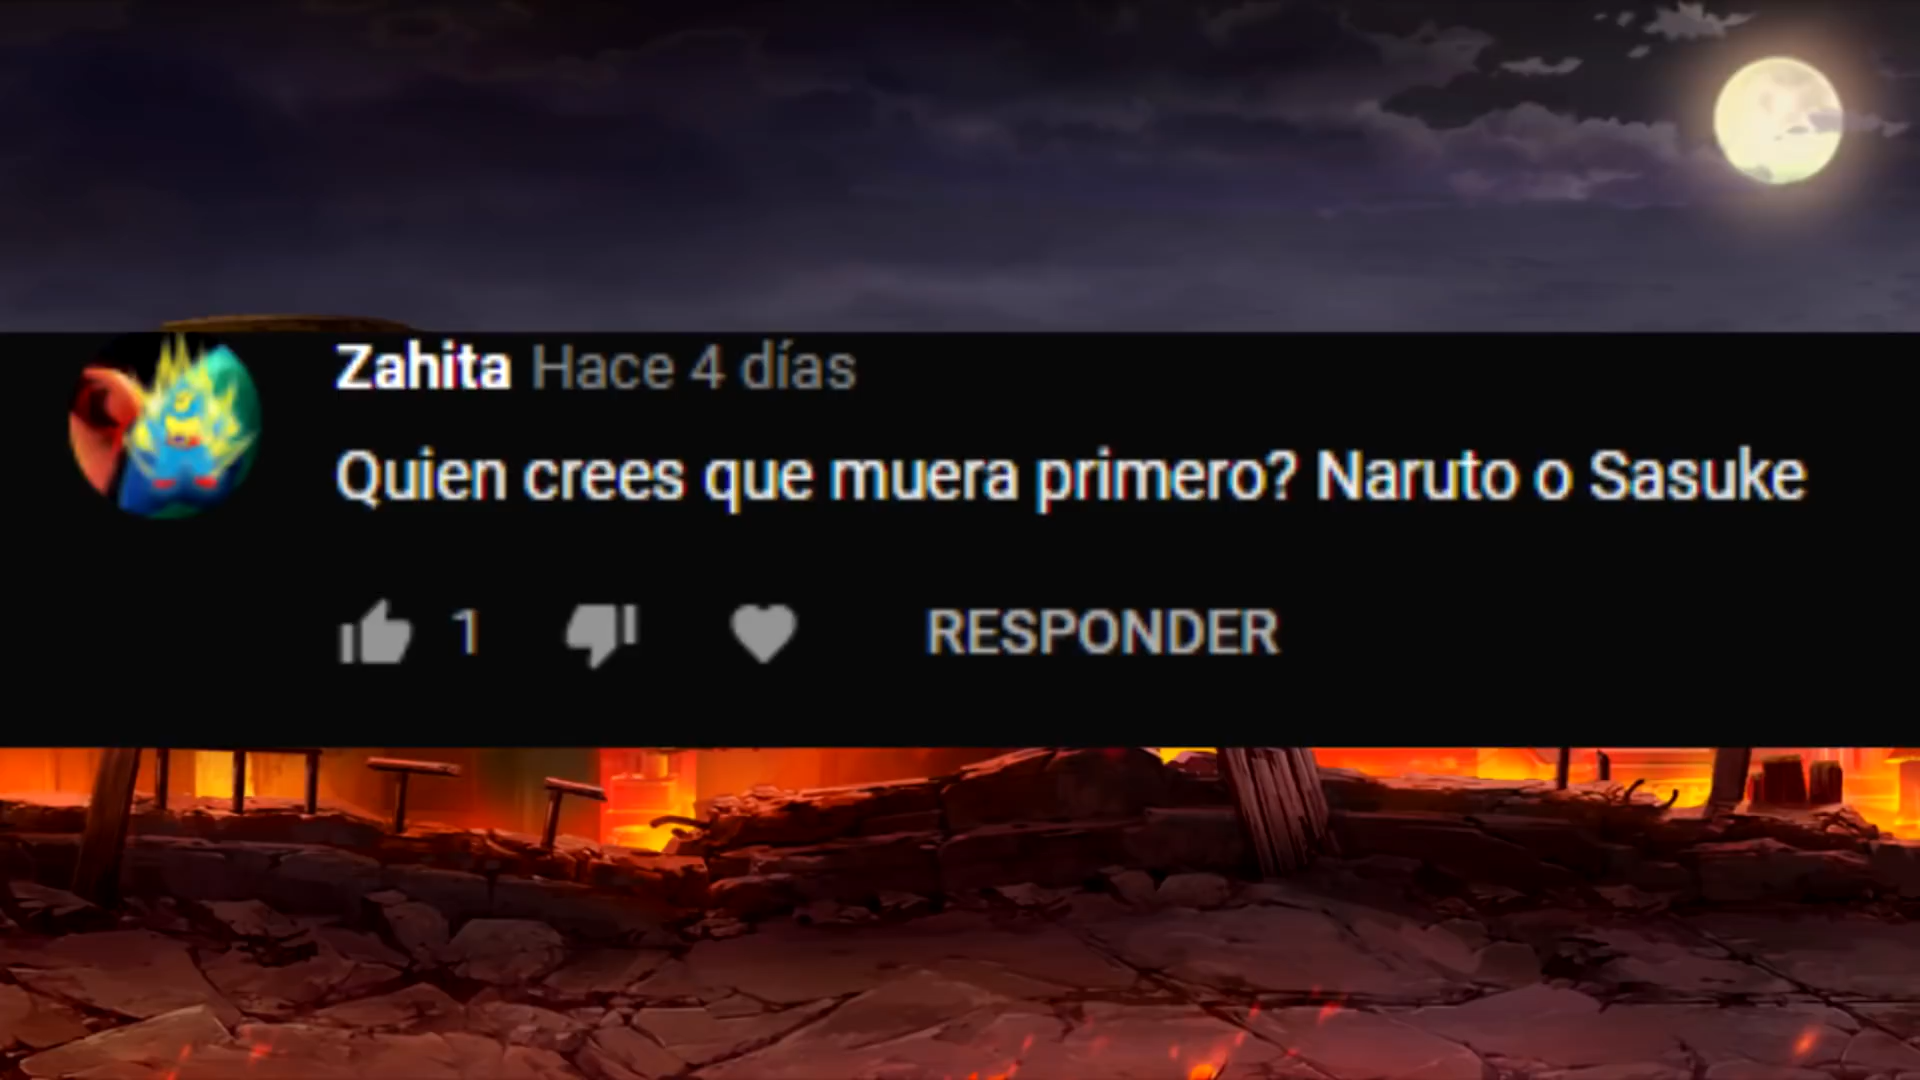 Zahita Hace 4 días
Quien crees que muera primero? Naruto o Sasuke
1 RESPONDER